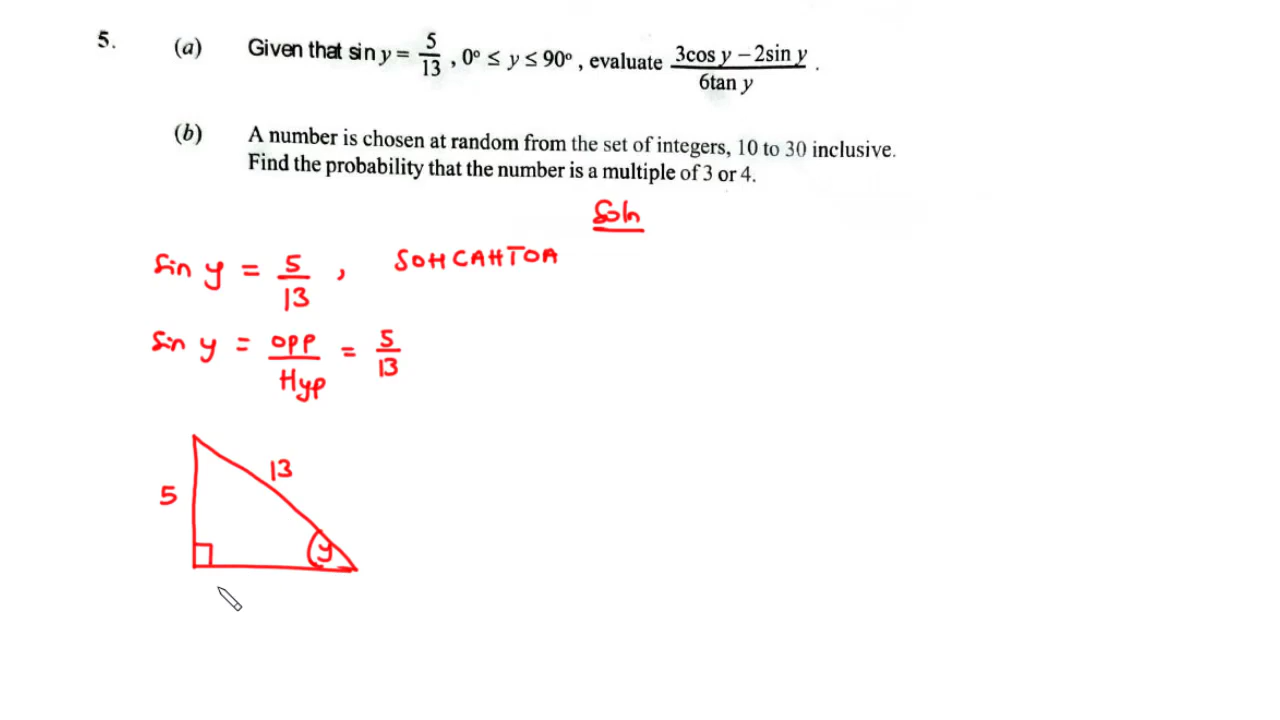 5. (a) Given that sin y = 5/13, 0° ≤ y ≤ 90°, evaluate (3cos y − 2sin y)/(6tan y).
(b) A number is chosen at random from the set of integers, 10 to 30 inclusive.
Find the probability that the number is a multiple of 3 or 4.
Soln
Sin y = 5/13 , SOHCAHTOA
Sin y = opp/Hyp = 5/13
13
5
y